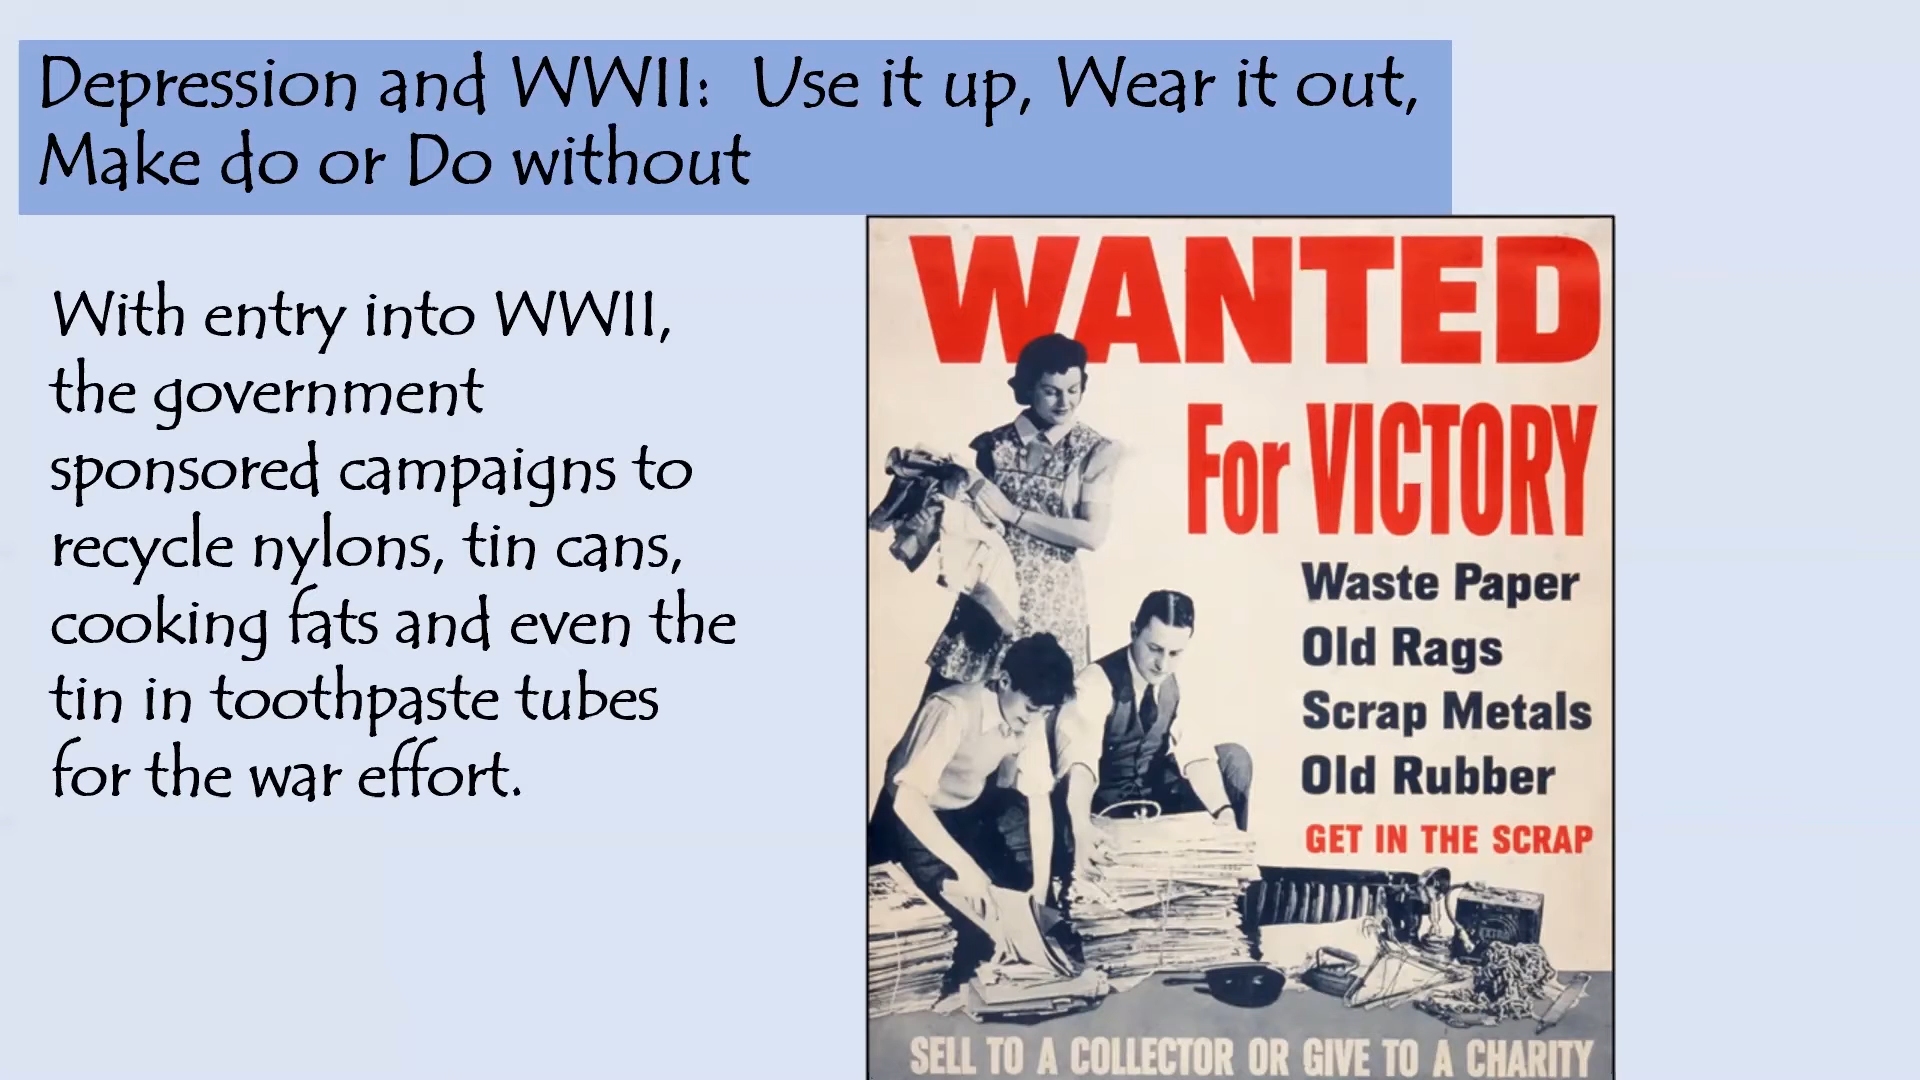 Depression and WWII: Use it up, Wear it out,
Make do or Do without
With entry into WWII,
the government
sponsored campaigns to
recycle nylons, tin cans,
cooking fats and even the
tin in toothpaste tubes
for the war effort.
WANTED
For VICTORY
Waste Paper
Old Rags
Scrap Metals
Old Rubber
GET IN THE SCRAP
SELL TO A COLLECTOR OR GIVE TO A CHARITY